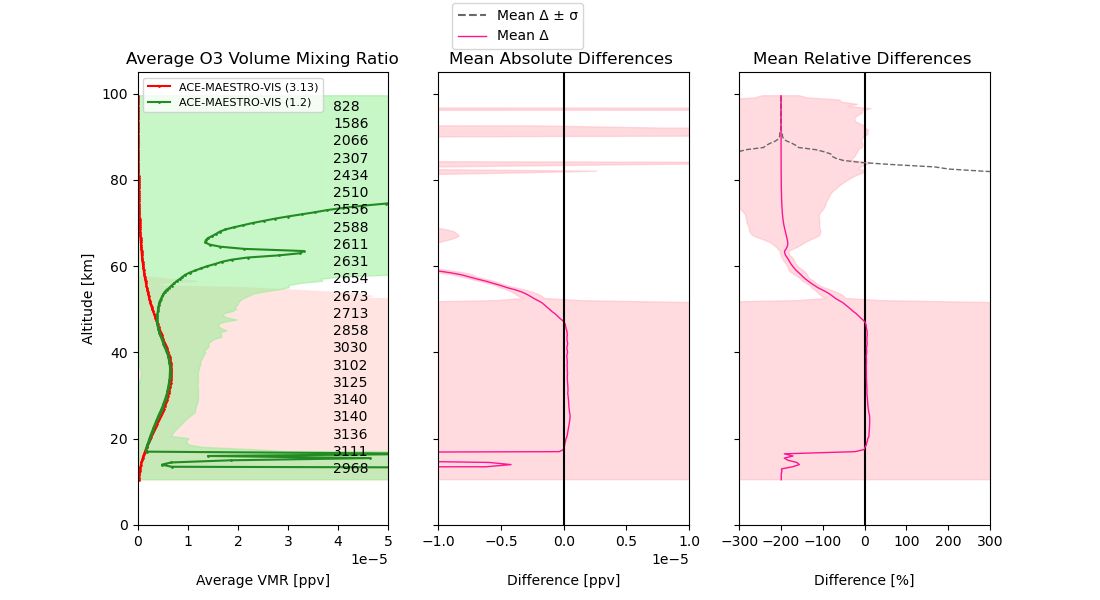 Mean Δ ± σ
Mean Δ
Average O3 Volume Mixing Ratio
Mean Absolute Differences
Mean Relative Differences
ACE-MAESTRO-VIS (3.13)
ACE-MAESTRO-VIS (1.2)
100
80
60
40
20
0
Altitude [km]
828
1586
2066
2307
2434
2510
2556
2588
2611
2631
2654
2673
2713
2858
3030
3102
3125
3140
3140
3136
3111
2968
0 1 2 3 4 5
1e−5
Average VMR [ppv]
−1.0 −0.5 0.0 0.5 1.0
1e−5
Difference [ppv]
−300 −200 −100 0 100 200 300
Difference [%]